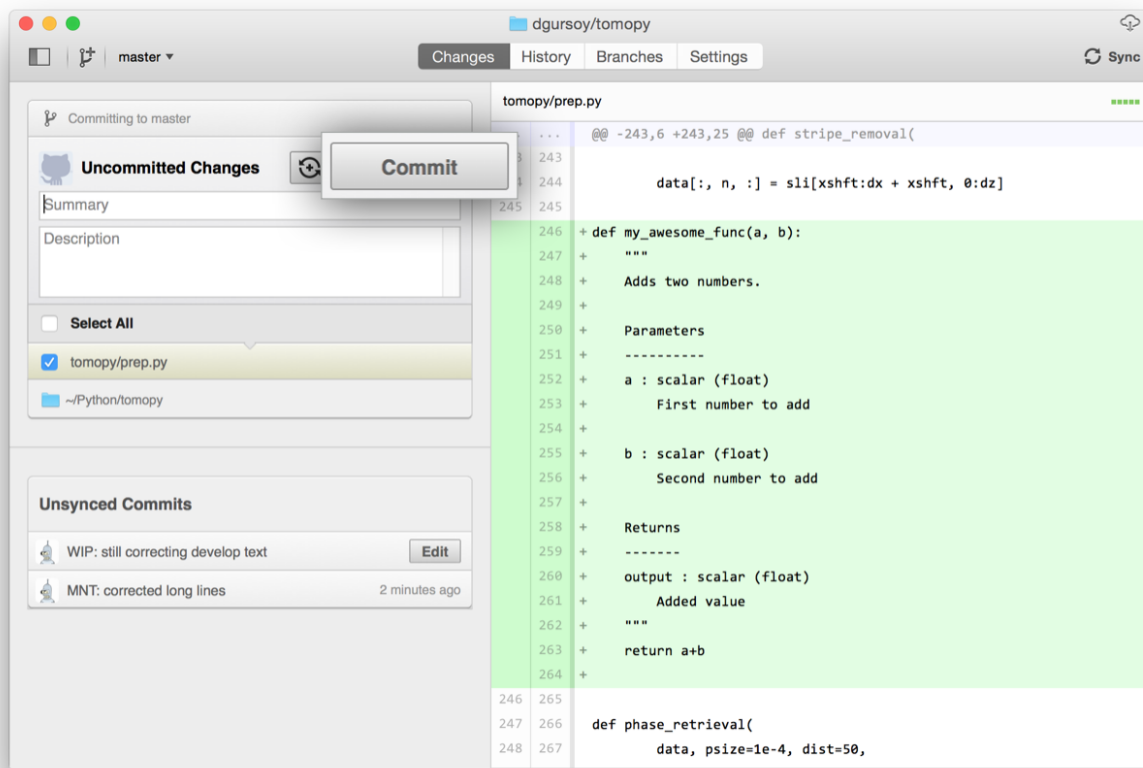 dgursoy/tomopy
master
Changes History Branches Settings
Sync
Committing to master
Uncommitted Changes
Commit
Summary
Description
Select All
tomopy/prep.py
~/Python/tomopy
Unsynced Commits
WIP: still correcting develop text Edit
MNT: corrected long lines 2 minutes ago
tomopy/prep.py
... @@ -243,6 +243,25 @@ def stripe_removal(
3 243
4 244 data[:, n, :] = sli[xshft:dx + xshft, 0:dz]
245 245
246 + def my_awesome_func(a, b):
247 + """
248 + Adds two numbers.
249 +
250 + Parameters
251 + ----------
252 + a : scalar (float)
253 + First number to add
254 +
255 + b : scalar (float)
256 + Second number to add
257 +
258 + Returns
259 + -------
260 + output : scalar (float)
261 + Added value
262 + """
263 + return a+b
264 +
246 265
247 266 def phase_retrieval(
248 267 data, psize=1e-4, dist=50,